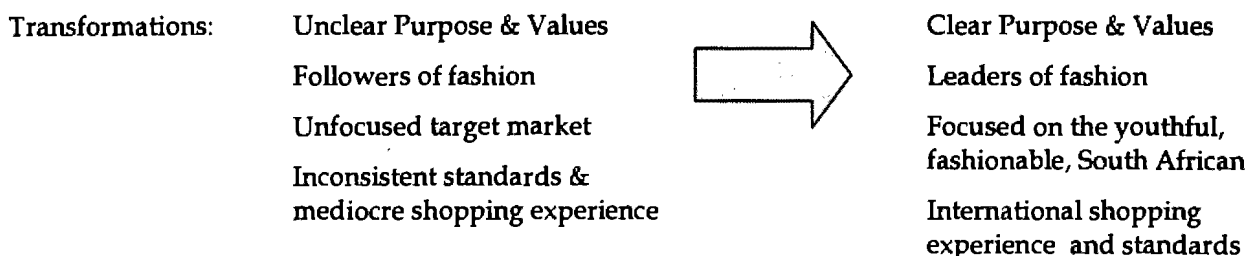 Transformations:
Unclear Purpose & Values
Followers of fashion
Unfocused target market
Inconsistent standards &
mediocre shopping experience
Clear Purpose & Values
Leaders of fashion
Focused on the youthful,
fashionable, South African
International shopping
experience and standards